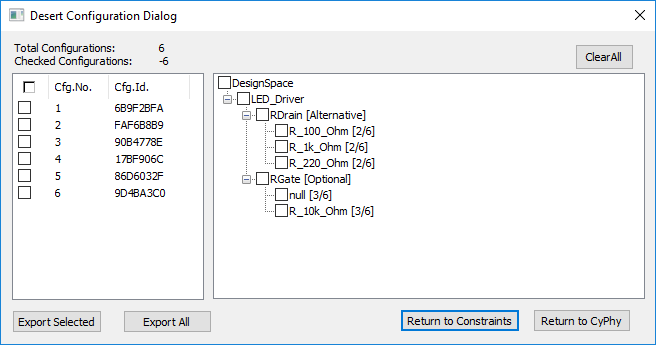 Desert Configuration Dialog
Total Configurations: 6
Checked Configurations: -6
ClearAll
Cfg.No. Cfg.Id.
1 6B9F2BFA
2 FAF6B8B9
3 90B4778E
4 17BF906C
5 86D6032F
6 9D4BA3C0
DesignSpace
LED_Driver
RDrain [Alternative]
R_100_Ohm [2/6]
R_1k_Ohm [2/6]
R_220_Ohm [2/6]
RGate [Optional]
null [3/6]
R_10k_Ohm [3/6]
Export Selected
Export All
Return to Constraints
Return to CyPhy